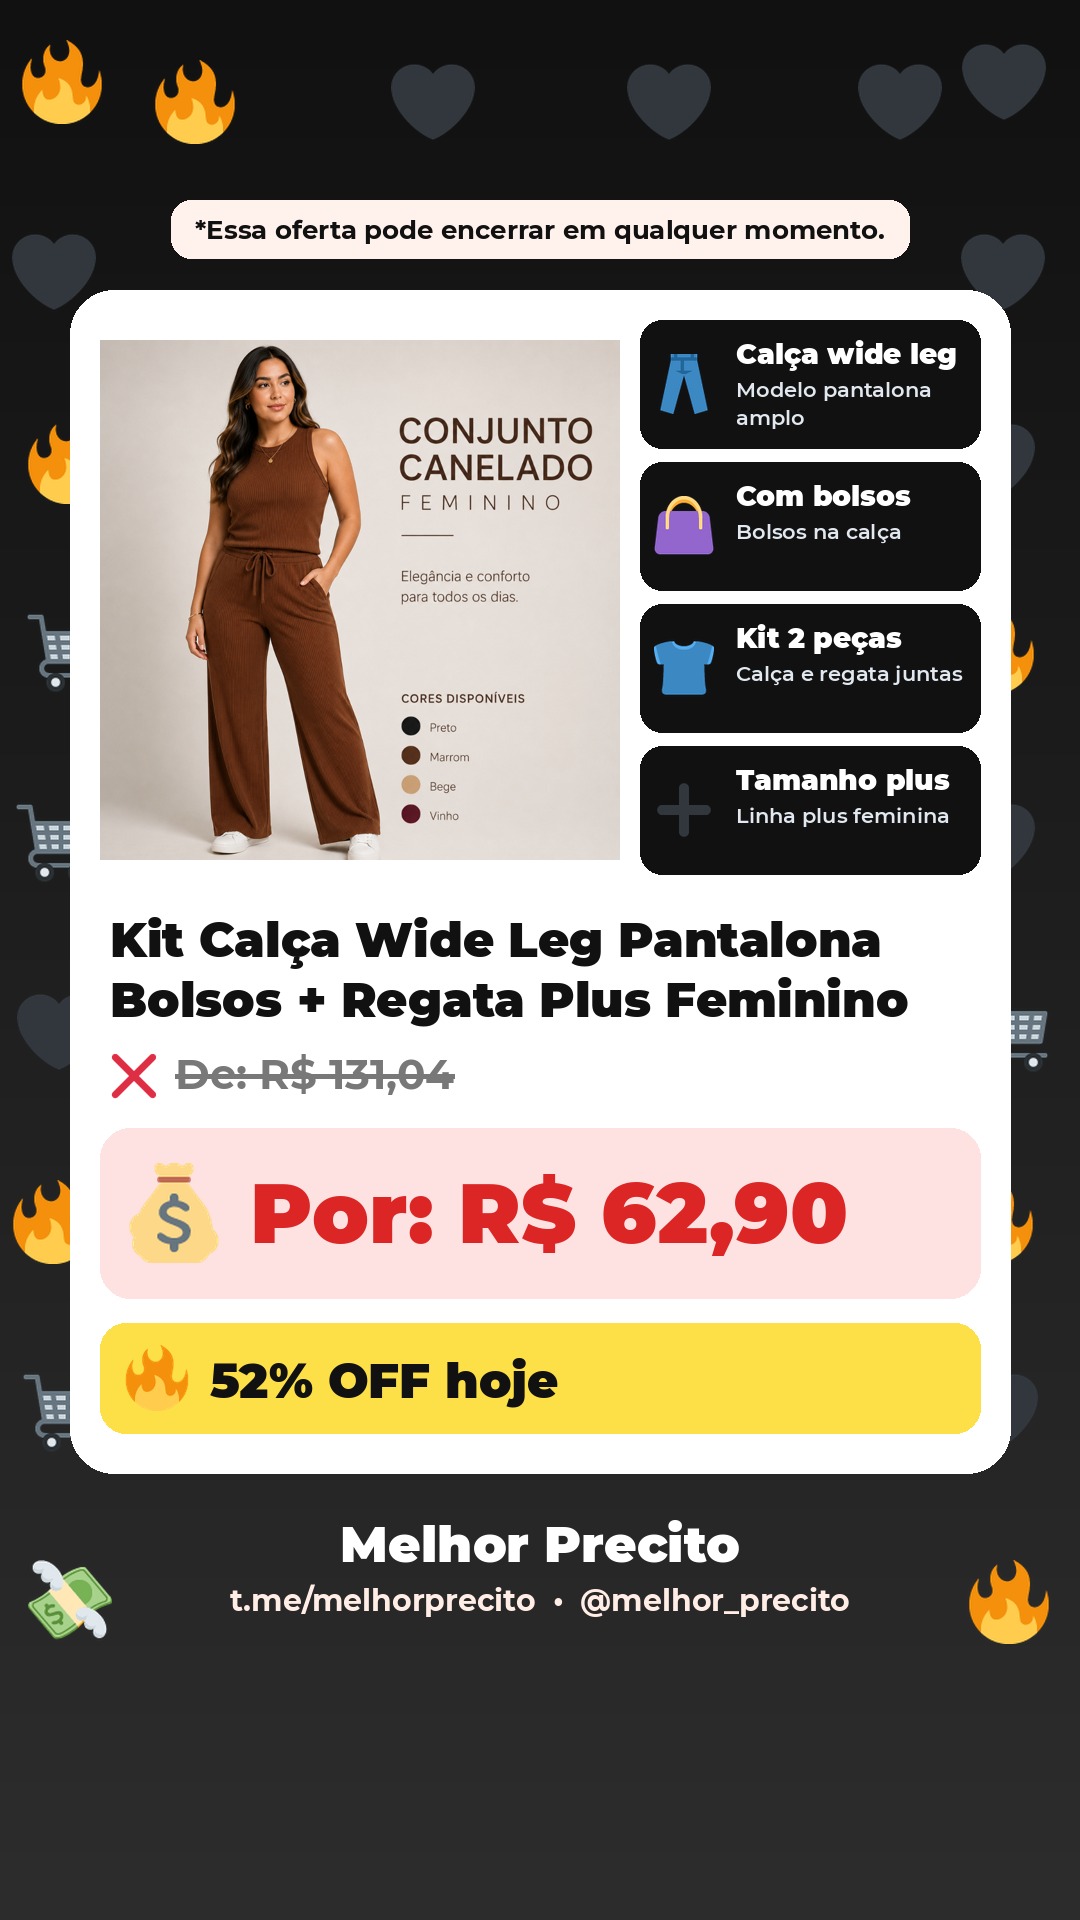 *Essa oferta pode encerrar em qualquer momento.
CONJUNTO
CANELADO
FEMININO
Elegância e conforto
para todos os dias.
CORES DISPONÍVEIS
Preto
Marrom
Bege
Vinho
Calça wide leg
Modelo pantalona
amplo
Com bolsos
Bolsos na calça
Kit 2 peças
Calça e regata juntas
Tamanho plus
Linha plus feminina
Kit Calça Wide Leg Pantalona
Bolsos + Regata Plus Feminino
De: R$ 131,04
Por: R$ 62,90
52% OFF hoje
Melhor Precito
t.me/melhorprecito • @melhor_precito